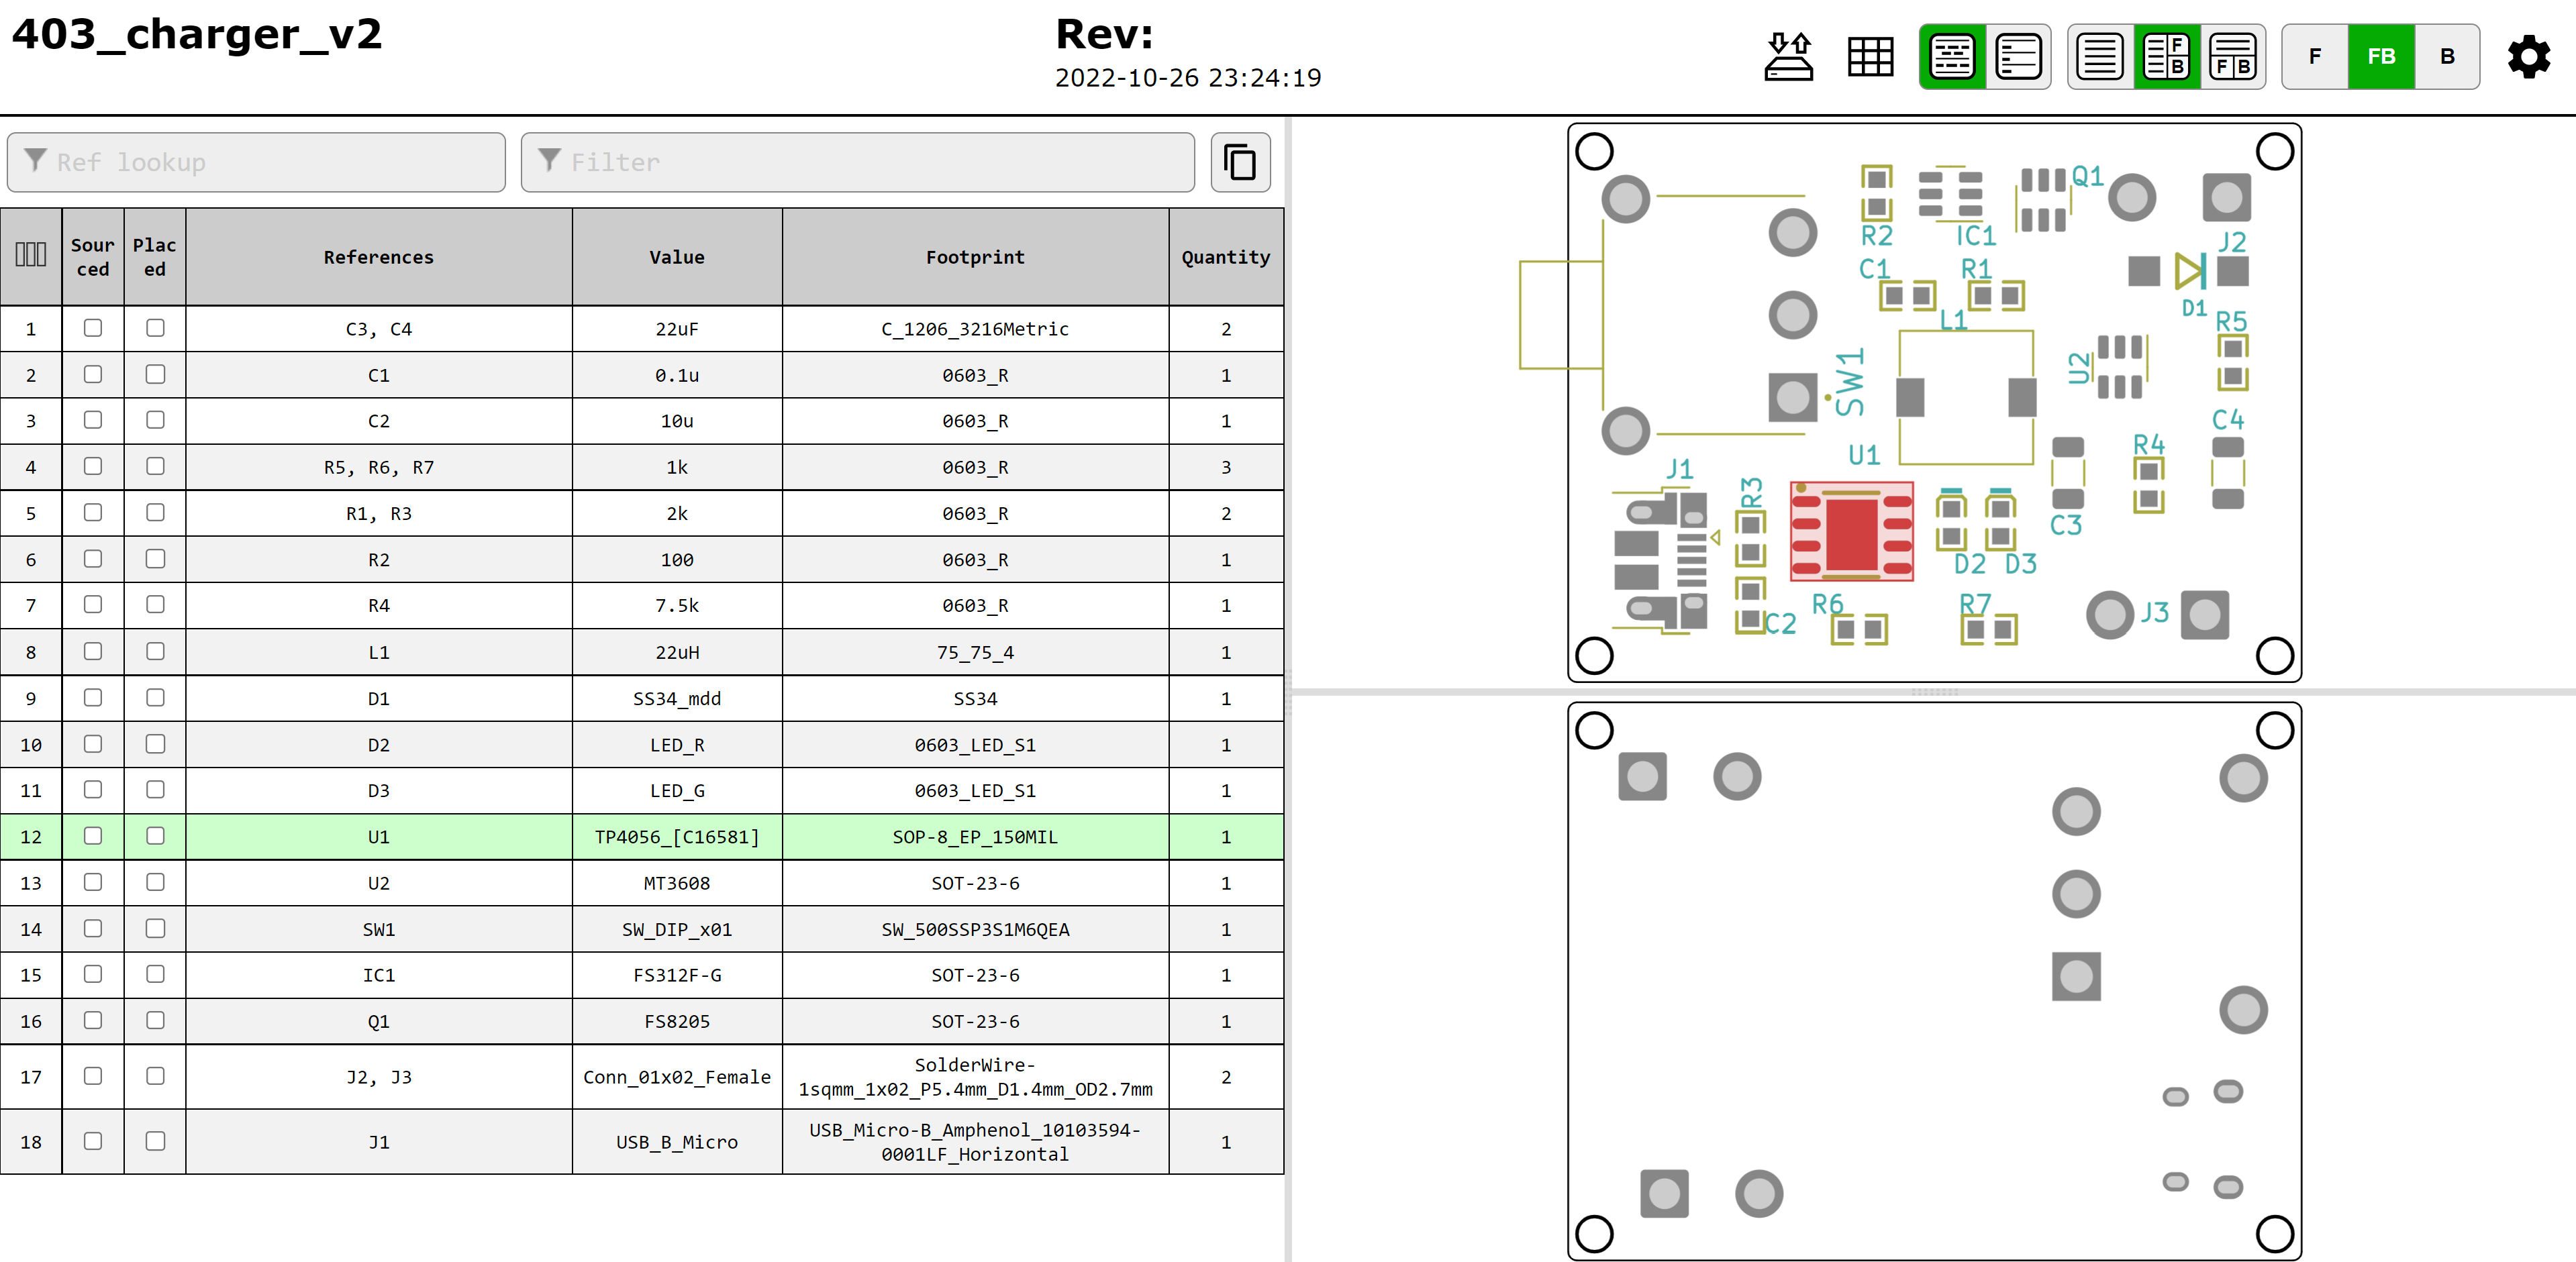 403_charger_v2
Rev:
2022-10-26 23:24:19
F
B
F B
F
FB
B
Ref lookup
Filter
Sour
ced
Plac
ed
References
Value
Footprint
Quantity
1 C3, C4 22uF C_1206_3216Metric 2
2 C1 0.1u 0603_R 1
3 C2 10u 0603_R 1
4 R5, R6, R7 1k 0603_R 3
5 R1, R3 2k 0603_R 2
6 R2 100 0603_R 1
7 R4 7.5k 0603_R 1
8 L1 22uH 75_75_4 1
9 D1 SS34_mdd SS34 1
10 D2 LED_R 0603_LED_S1 1
11 D3 LED_G 0603_LED_S1 1
12 U1 TP4056_[C16581] SOP-8_EP_150MIL 1
13 U2 MT3608 SOT-23-6 1
14 SW1 SW_DIP_x01 SW_500SSP3S1M6QEA 1
15 IC1 FS312F-G SOT-23-6 1
16 Q1 FS8205 SOT-23-6 1
17 J2, J3 Conn_01x02_Female SolderWire-
1sqmm_1x02_P5.4mm_D1.4mm_OD2.7mm 2
18 J1 USB_B_Micro USB_Micro-B_Amphenol_10103594-
0001LF_Horizontal 1
Q1
R2
IC1
J2
C1
R1
D1
L1
R5
U2
SW1
C4
R4
U1
J1
R3
C3
D2
D3
R6
R7
C2
J3